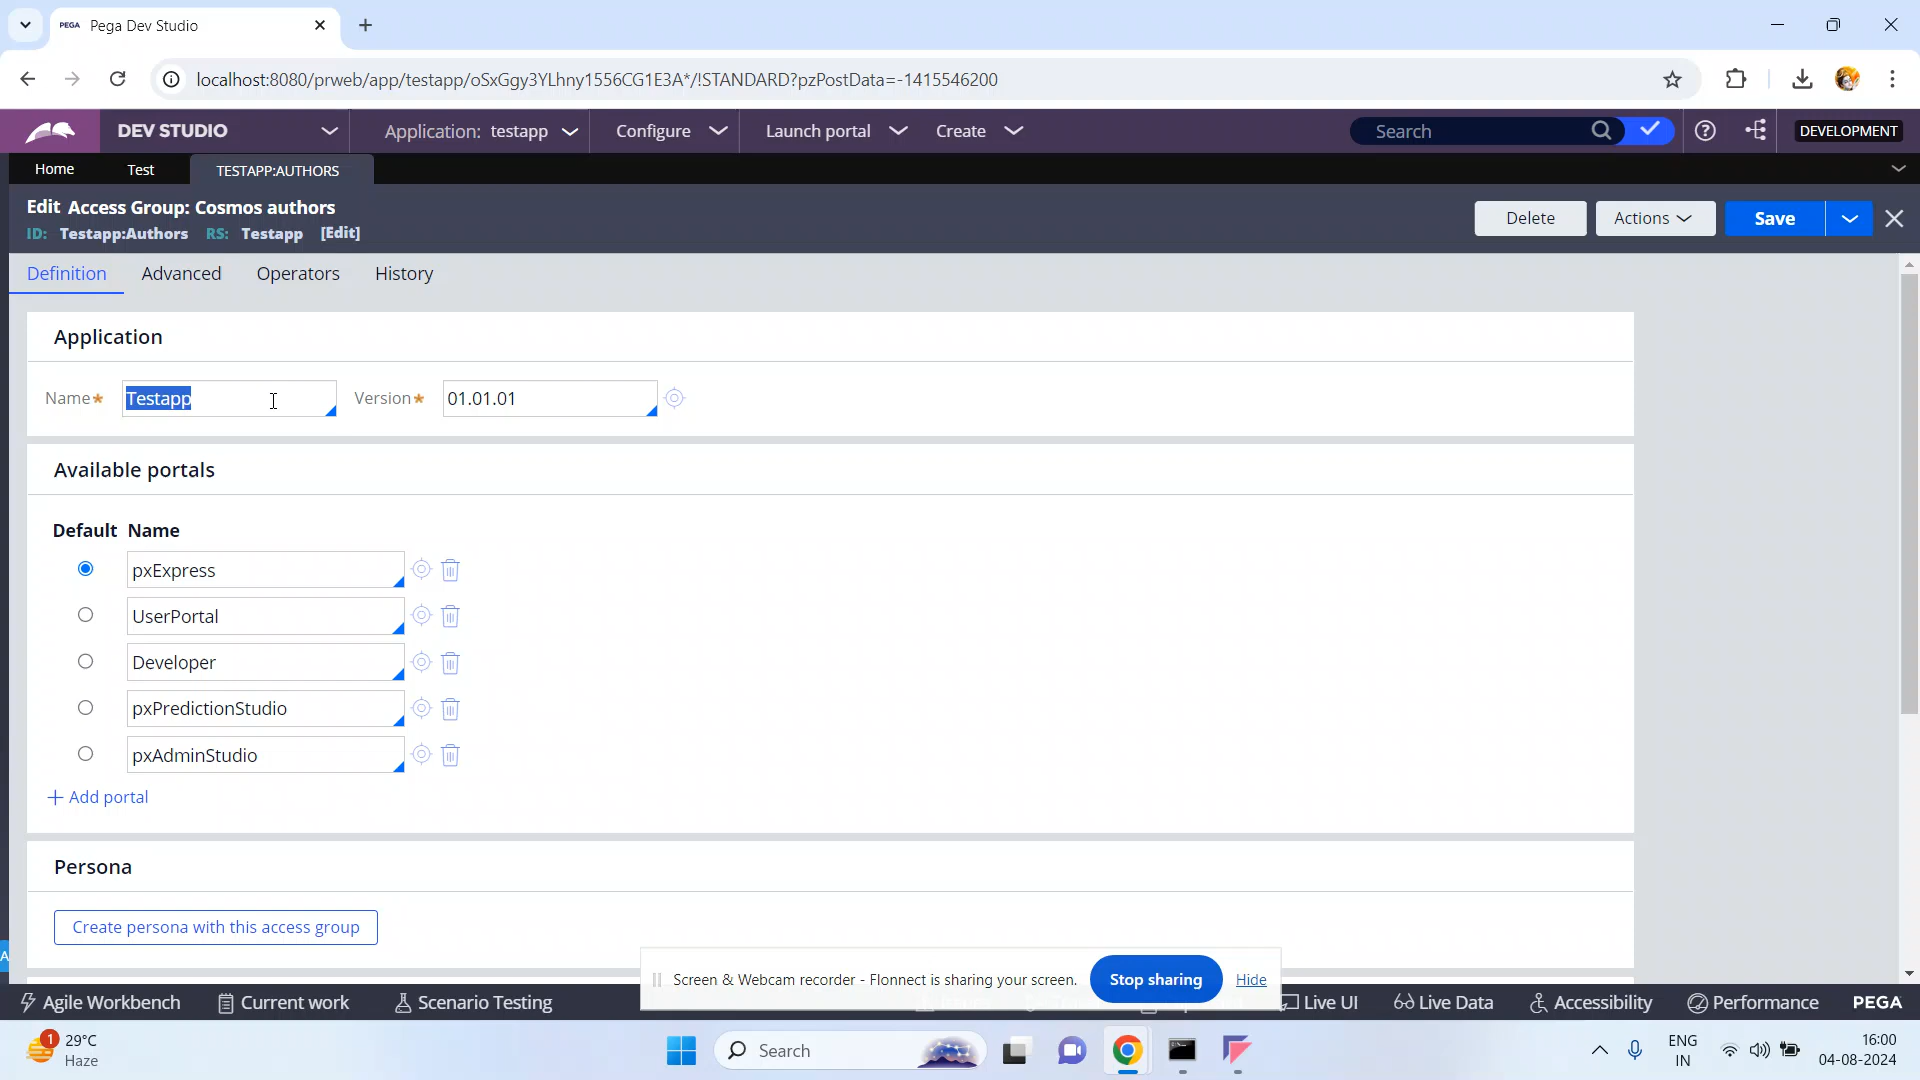 PEGA Pega Dev Studio
localhost:8080/prweb/app/testapp/oSxGgy3YLhny1556CG1E3A*/!STANDARD?pzPostData=-1415546200
DEV STUDIO Application: testapp Configure Launch portal Create Search DEVELOPMENT
Home Test TESTAPP:AUTHORS
Edit Access Group: Cosmos authors
ID: Testapp:Authors RS: Testapp [Edit]
Delete Actions Save
Definition Advanced Operators History
Application
Name* Testapp Version* 01.01.01
Available portals
Default Name
pxExpress
UserPortal
Developer
pxPredictionStudio
pxAdminStudio
+ Add portal
Persona
Create persona with this access group
Screen & Webcam recorder - Flonnect is sharing your screen. Stop sharing Hide
Agile Workbench Current work Scenario Testing Live UI Live Data Accessibility Performance PEGA
1 29°C
Haze
Search
ENG
IN
16:00
04-08-2024